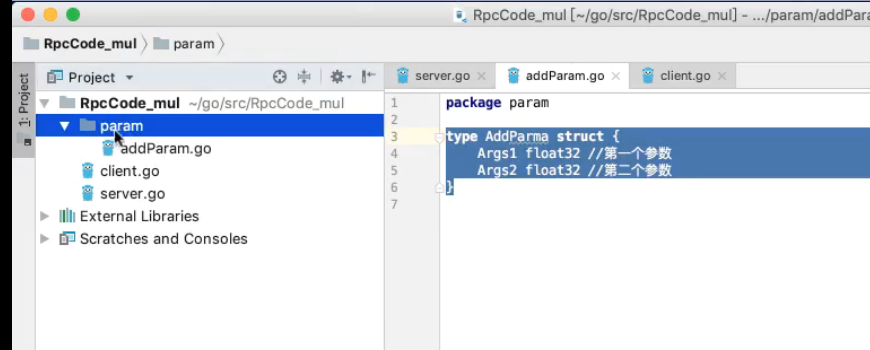 RpcCode_mul [~/go/src/RpcCode_mul] - .../param/addPara
RpcCode_mul param
1: Project
Project
server.go addParam.go client.go
RpcCode_mul ~/go/src/RpcCode_mul
param
addParam.go
client.go
server.go
External Libraries
Scratches and Consoles
1 package param
2
3 type AddParma struct {
4 Args1 float32 //第一个参数
5 Args2 float32 //第二个参数
6 }
7